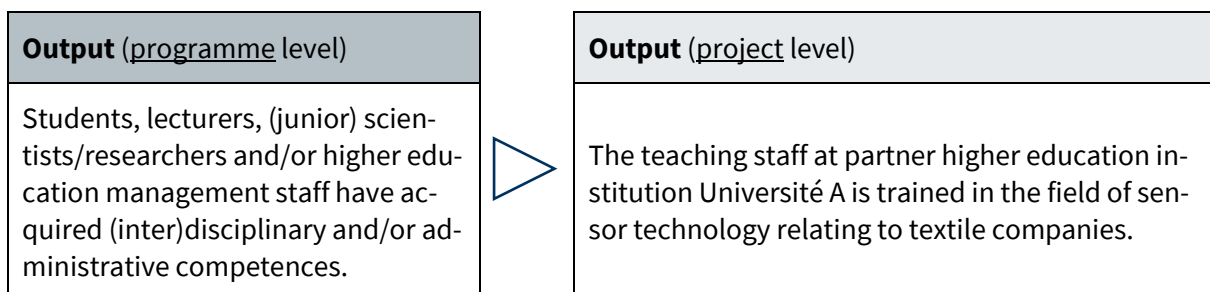 Output (programme level)
Students, lecturers, (junior) scien-
tists/researchers and/or higher edu-
cation management staff have ac-
quired (inter)disciplinary and/or ad-
ministrative competences.
Output (project level)
The teaching staff at partner higher education in-
stitution Université A is trained in the field of sen-
sor technology relating to textile companies.